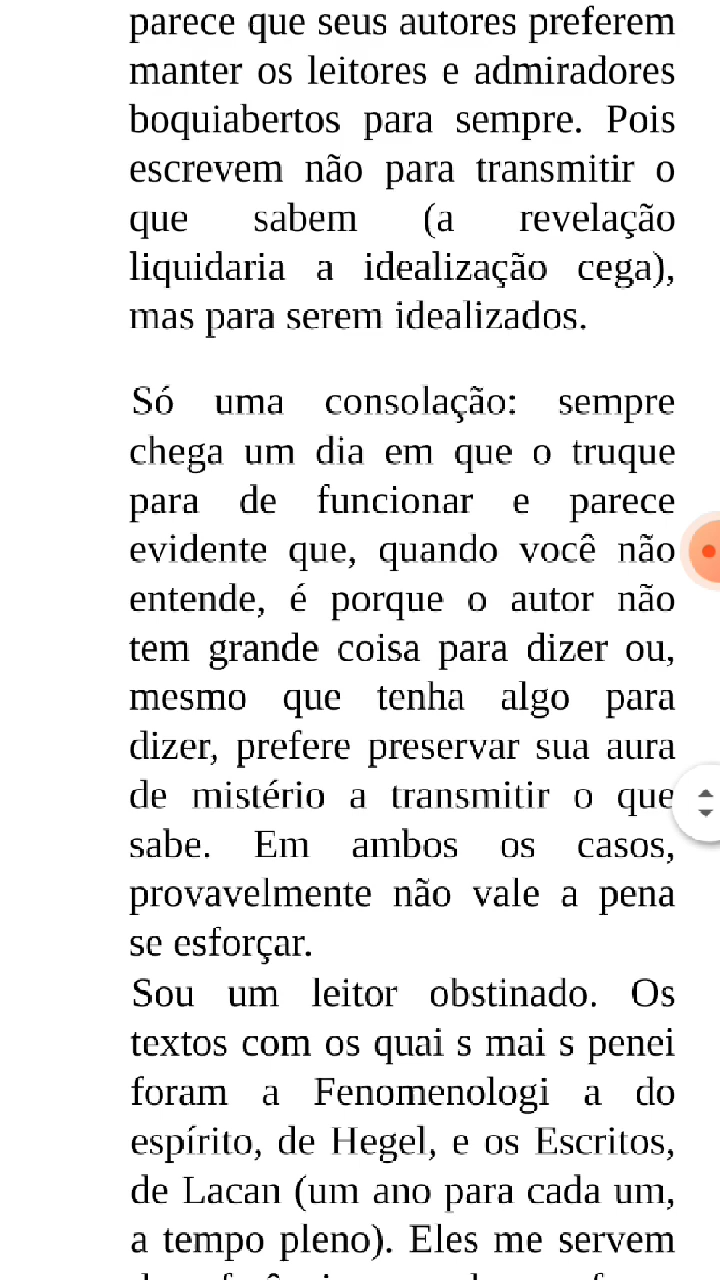 parece que seus autores preferem
manter os leitores e admiradores
boquiabertos para sempre. Pois
escrevem não para transmitir o
que sabem (a revelação
liquidaria a idealização cega),
mas para serem idealizados.
Só uma consolação: sempre
chega um dia em que o truque
para de funcionar e parece
evidente que, quando você não
entende, é porque o autor não
tem grande coisa para dizer ou,
mesmo que tenha algo para
dizer, prefere preservar sua aura
de mistério a transmitir o que
sabe. Em ambos os casos,
provavelmente não vale a pena
se esforçar.
Sou um leitor obstinado. Os
textos com os quai s mai s penei
foram a Fenomenologi a do
espírito, de Hegel, e os Escritos,
de Lacan (um ano para cada um,
a tempo pleno). Eles me servem